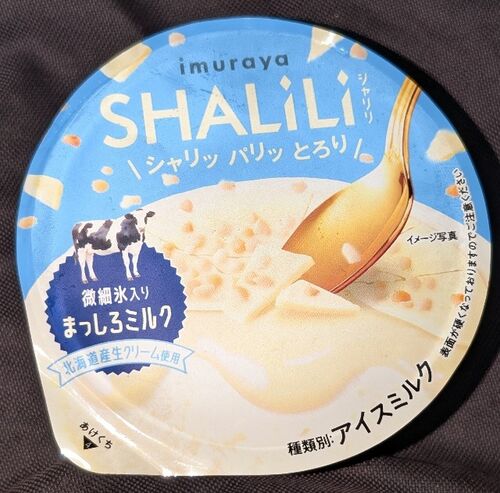 imuraya
SHALiLi
シャリリ
シャリッ パリッ とろり
イメージ写真
表面が硬くなっておりますのでご注意ください
微細氷入り
まっしろミルク
北海道産生クリーム使用
種類別:アイスミルク
あけくち